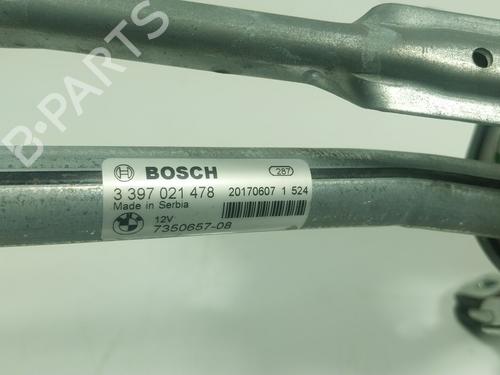 B-PARTS
BOSCH
287
3 397 021 478
20170607 1 524
Made in Serbia
12V
7350657-08